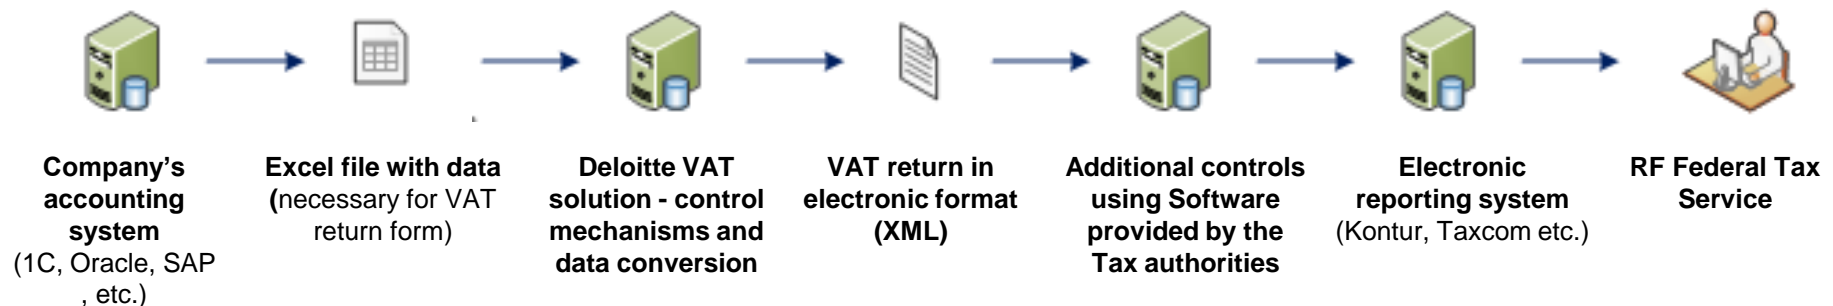 Company's
accounting
system
(1C, Oracle, SAP
, etc.)
Excel file with data
(necessary for VAT
return form)
Deloitte VAT
solution - control
mechanisms and
data conversion
VAT return in
electronic format
(XML)
Additional controls
using Software
provided by the
Tax authorities
Electronic
reporting system
(Kontur, Taxcom etc.)
RF Federal Tax
Service